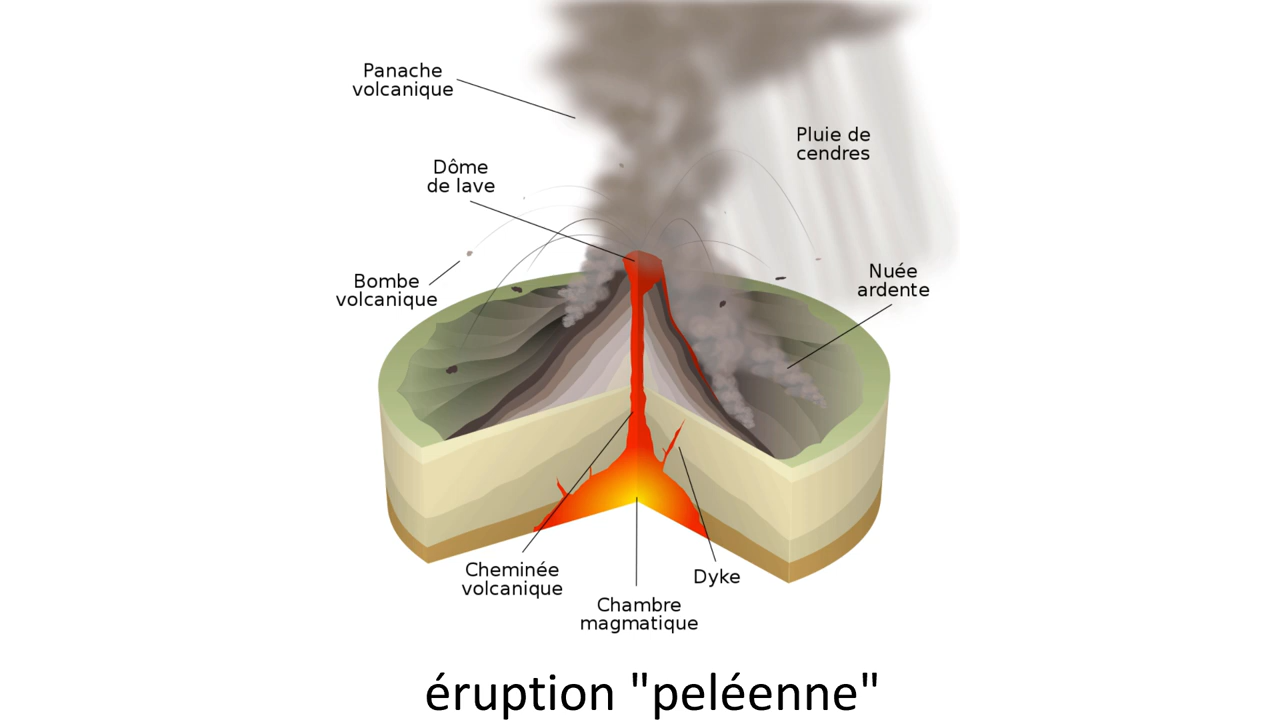 Panache
volcanique
Pluie de
cendres
Dôme
de lave
Bombe
volcanique
Nuée
ardente
Cheminée
volcanique
Dyke
Chambre
magmatique
éruption "peléenne"